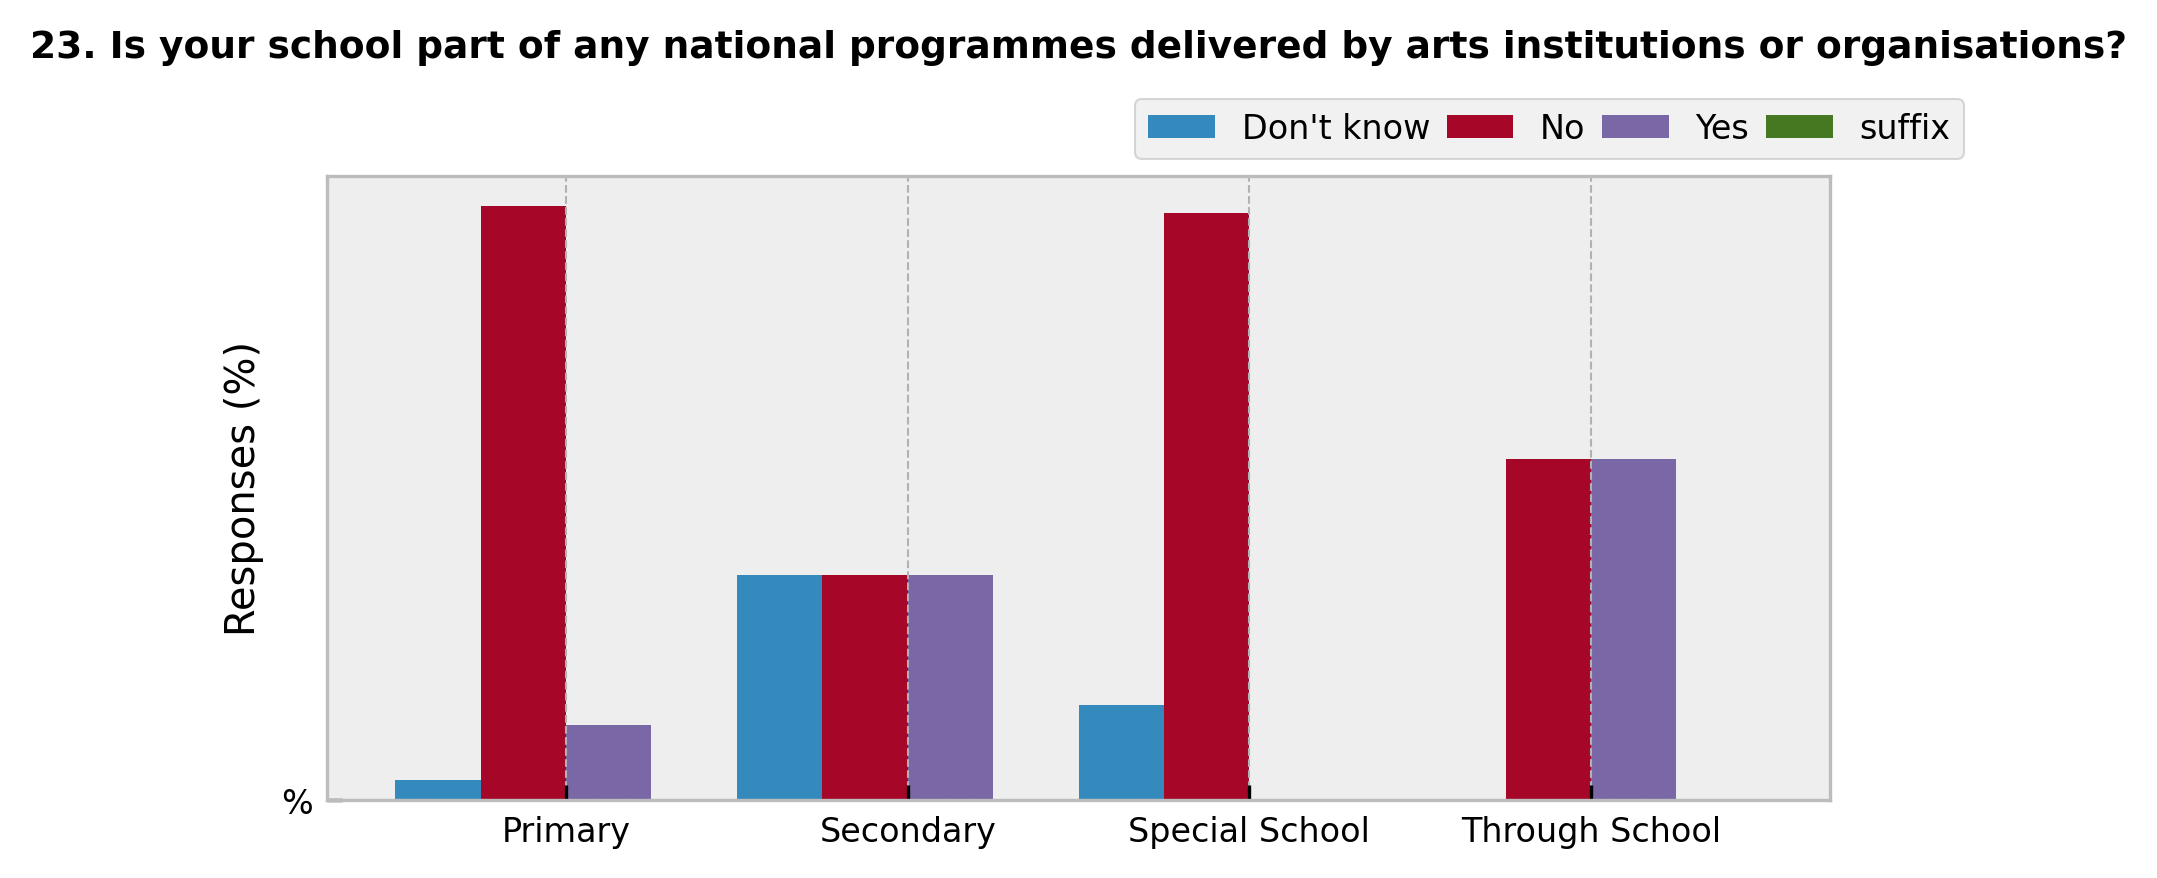 23. Is your school part of any national programmes delivered by arts institutions or organisations?
Don't know No Yes suffix
Responses (%)
%
Primary Secondary Special School Through School